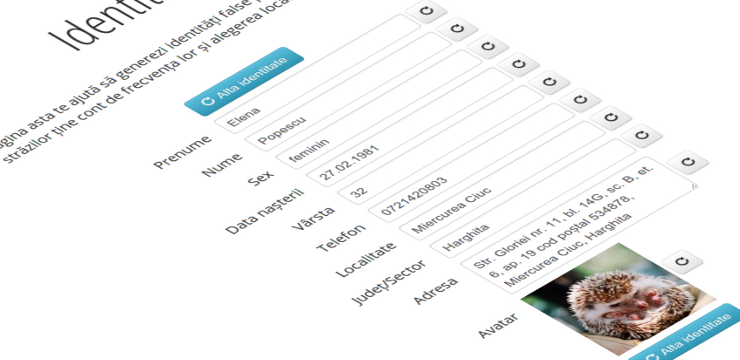 Identit
agina asta te ajută să generezi identități false
străzilor ține cont de frecvența lor și alegerea
Alta identitate
Prenume Elena
Nume Popescu
Sex feminin
Data nașterii 27.02.1981
Vârsta 32
Telefon 0721420803
Localitate Miercurea Ciuc
Județ/Sector Harghita
Adresa Str. Gloriei nr. 11, bl. 14G, sc. B, et.
6, ap. 19 cod poștal 534878,
Miercurea Ciuc, Harghita
Avatar
Alta identitate